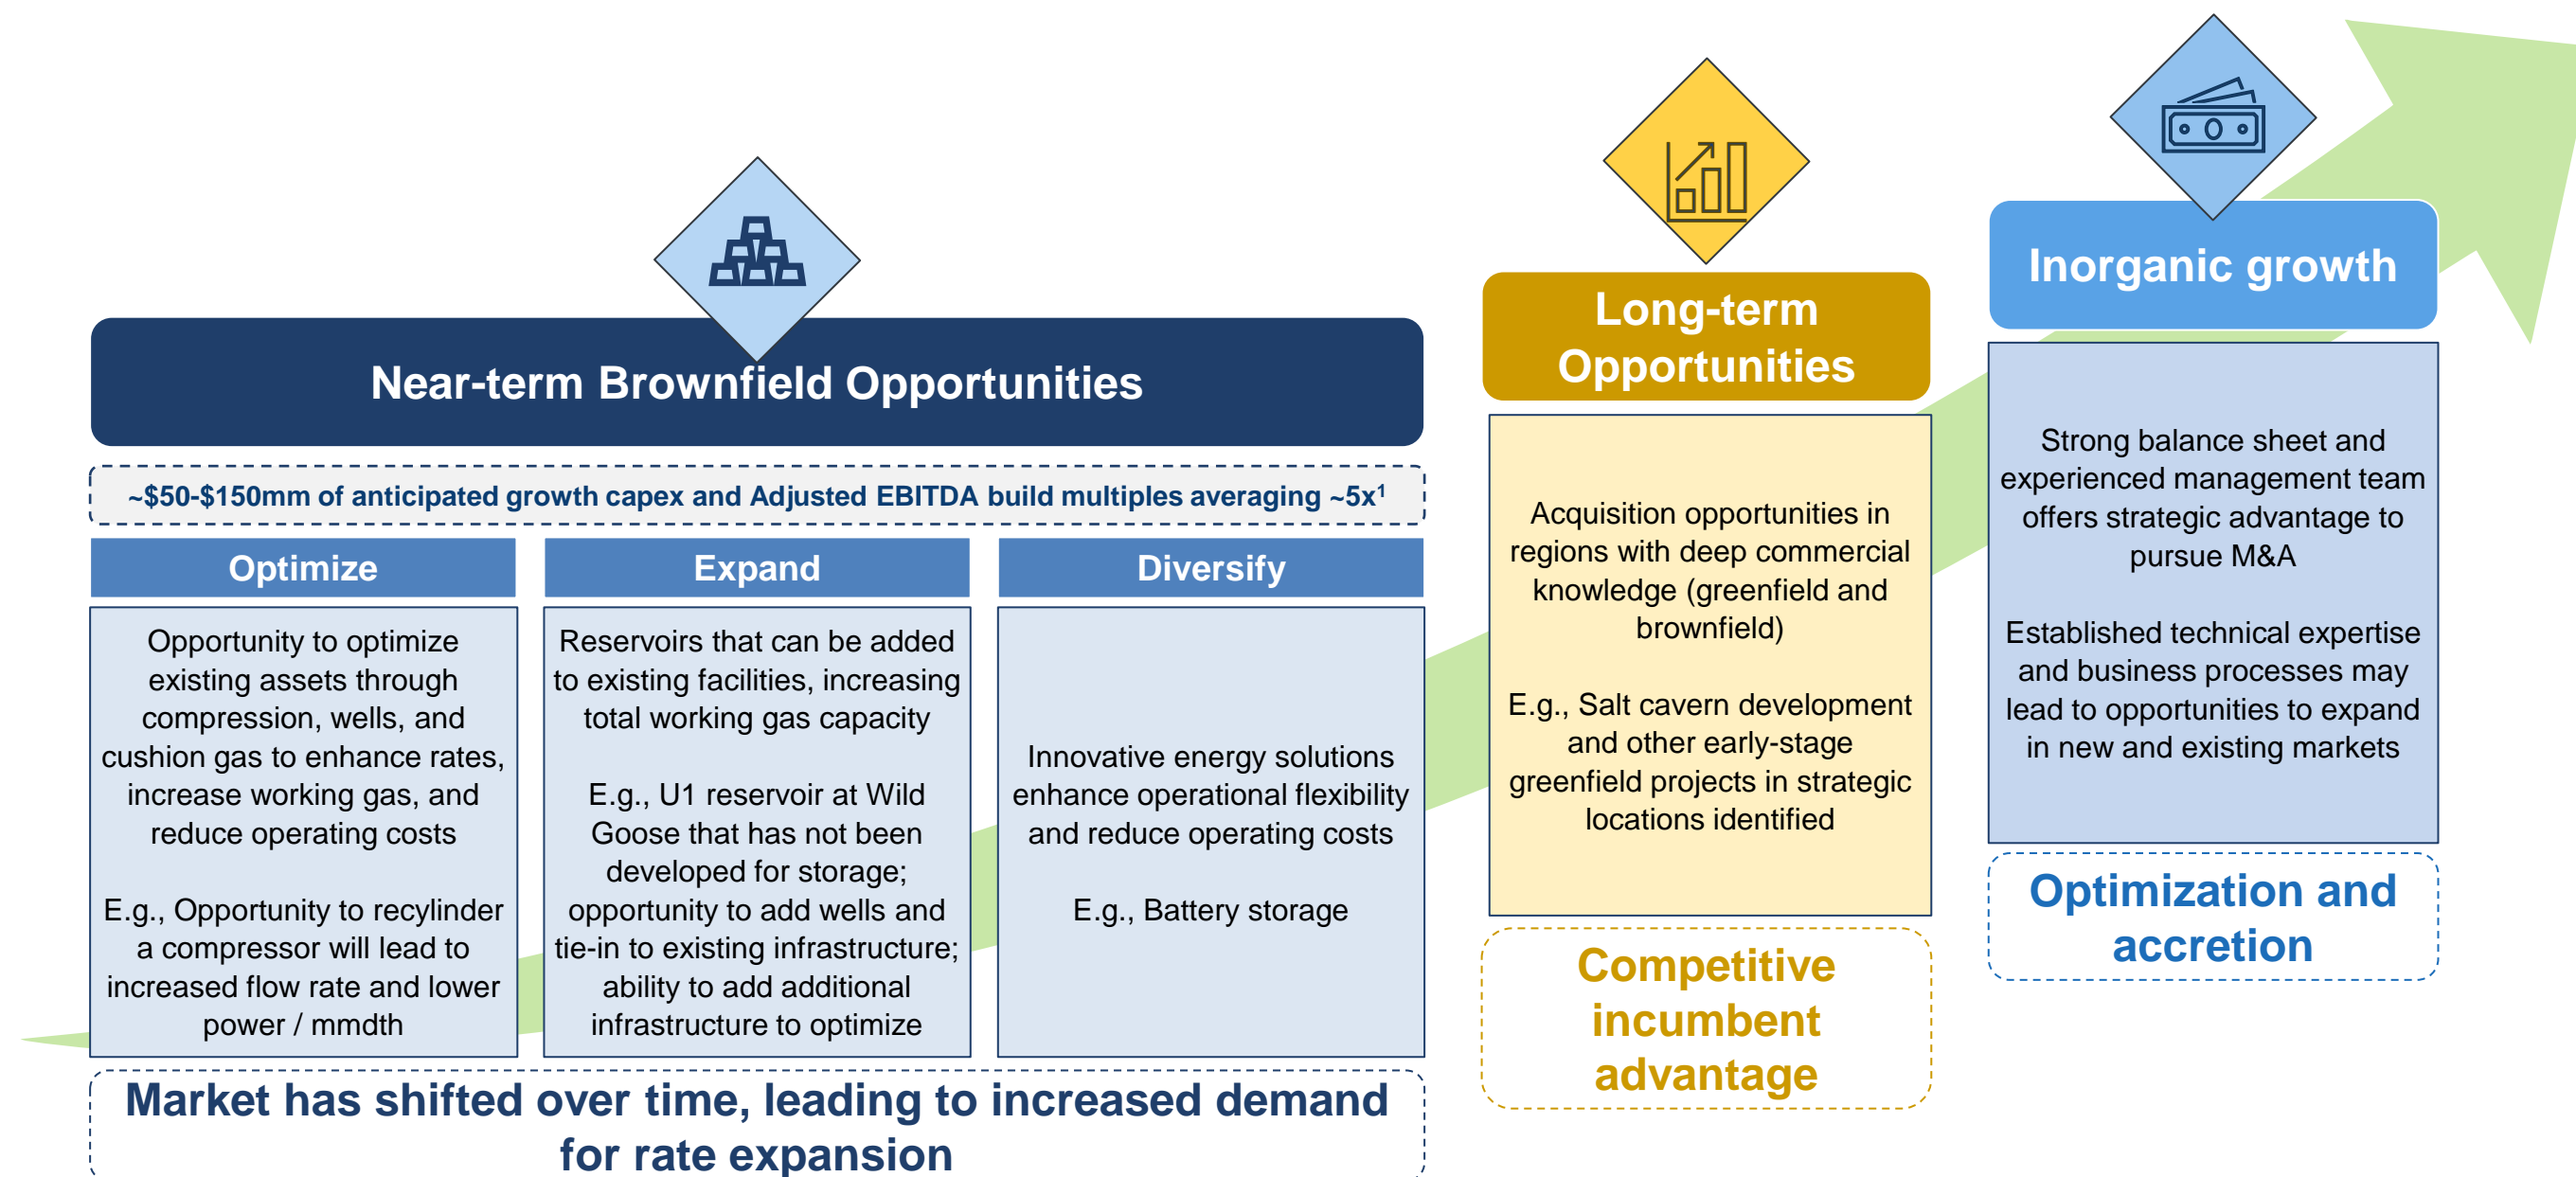 Near-term Brownfield Opportunities
~$50-$150mm of anticipated growth capex and Adjusted EBITDA build multiples averaging ~5x¹
Optimize
Opportunity to optimize
existing assets through
compression, wells, and
cushion gas to enhance rates,
increase working gas, and
reduce operating costs
E.g., Opportunity to recylinder
a compressor will lead to
increased flow rate and lower
power / mmdth
Expand
Reservoirs that can be added
to existing facilities, increasing
total working gas capacity
E.g., U1 reservoir at Wild
Goose that has not been
developed for storage;
opportunity to add wells and
tie-in to existing infrastructure;
ability to add additional
infrastructure to optimize
Diversify
Innovative energy solutions
enhance operational flexibility
and reduce operating costs
E.g., Battery storage
Market has shifted over time, leading to increased demand
for rate expansion
Long-term
Opportunities
Acquisition opportunities in
regions with deep commercial
knowledge (greenfield and
brownfield)
E.g., Salt cavern development
and other early-stage
greenfield projects in strategic
locations identified
Competitive
incumbent
advantage
Inorganic growth
Strong balance sheet and
experienced management team
offers strategic advantage to
pursue M&A
Established technical expertise
and business processes may
lead to opportunities to expand
in new and existing markets
Optimization and
accretion